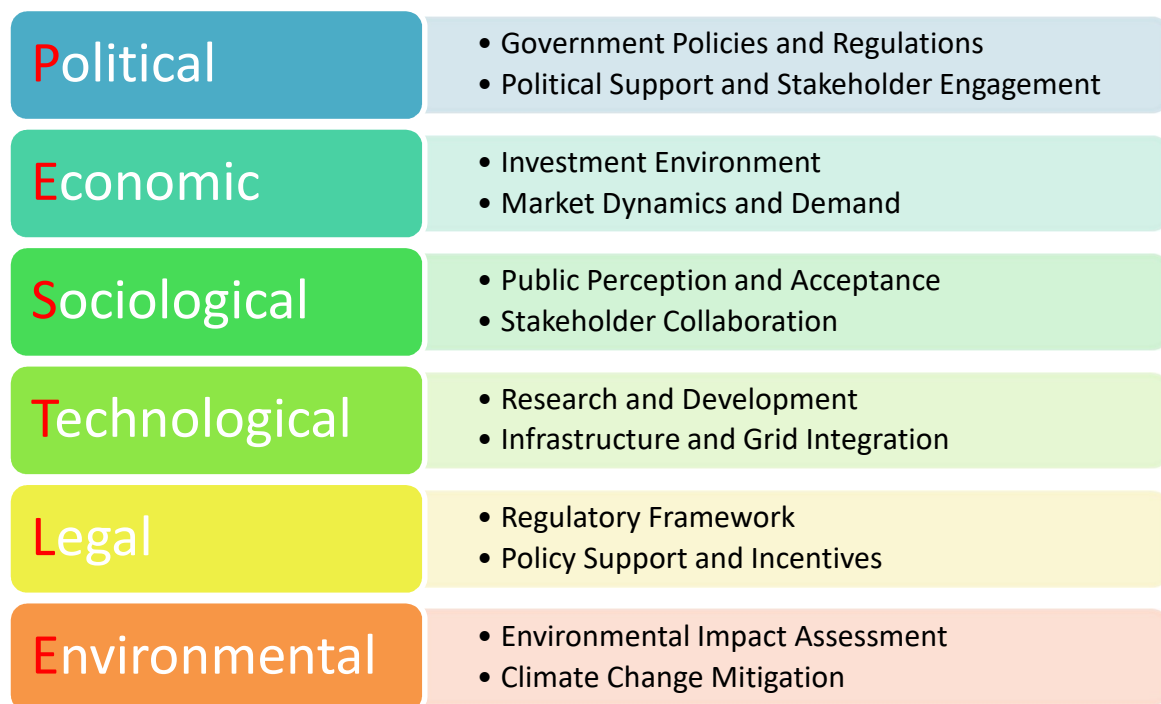 Political
• Government Policies and Regulations
• Political Support and Stakeholder Engagement
Economic
• Investment Environment
• Market Dynamics and Demand
Sociological
• Public Perception and Acceptance
• Stakeholder Collaboration
Technological
• Research and Development
• Infrastructure and Grid Integration
Legal
• Regulatory Framework
• Policy Support and Incentives
Environmental
• Environmental Impact Assessment
• Climate Change Mitigation